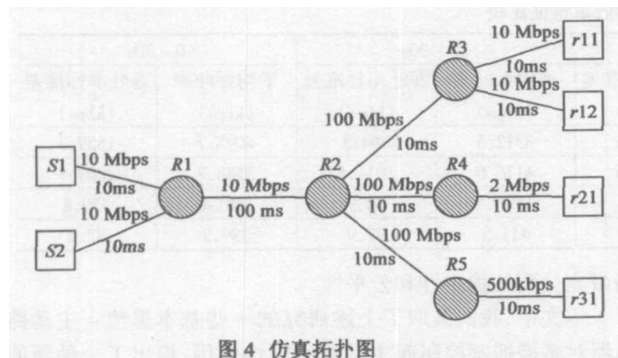 R3
10 Mbps
10ms
r11
10 Mbps
10ms
r12
100 Mbps
10ms
S1
10 Mbps
10ms
R1
10 Mbps
100 ms
R2
100 Mbps
10 ms
R4
2 Mbps
10 ms
r21
S2
10 Mbps
10ms
100 Mbps
10ms
R5
500kbps
10ms
r31
图 4 仿真拓扑图